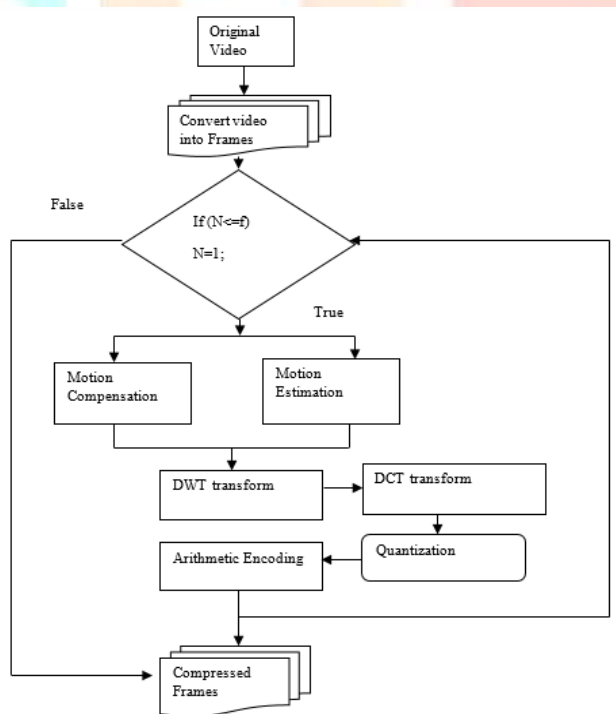 Original
Video
Convert video
into Frames
False
If (N<=f)
N=1;
True
Motion
Compensation
Motion
Estimation
DWT transform
DCT transform
Arithmetic Encoding
Quantization
Compressed
Frames